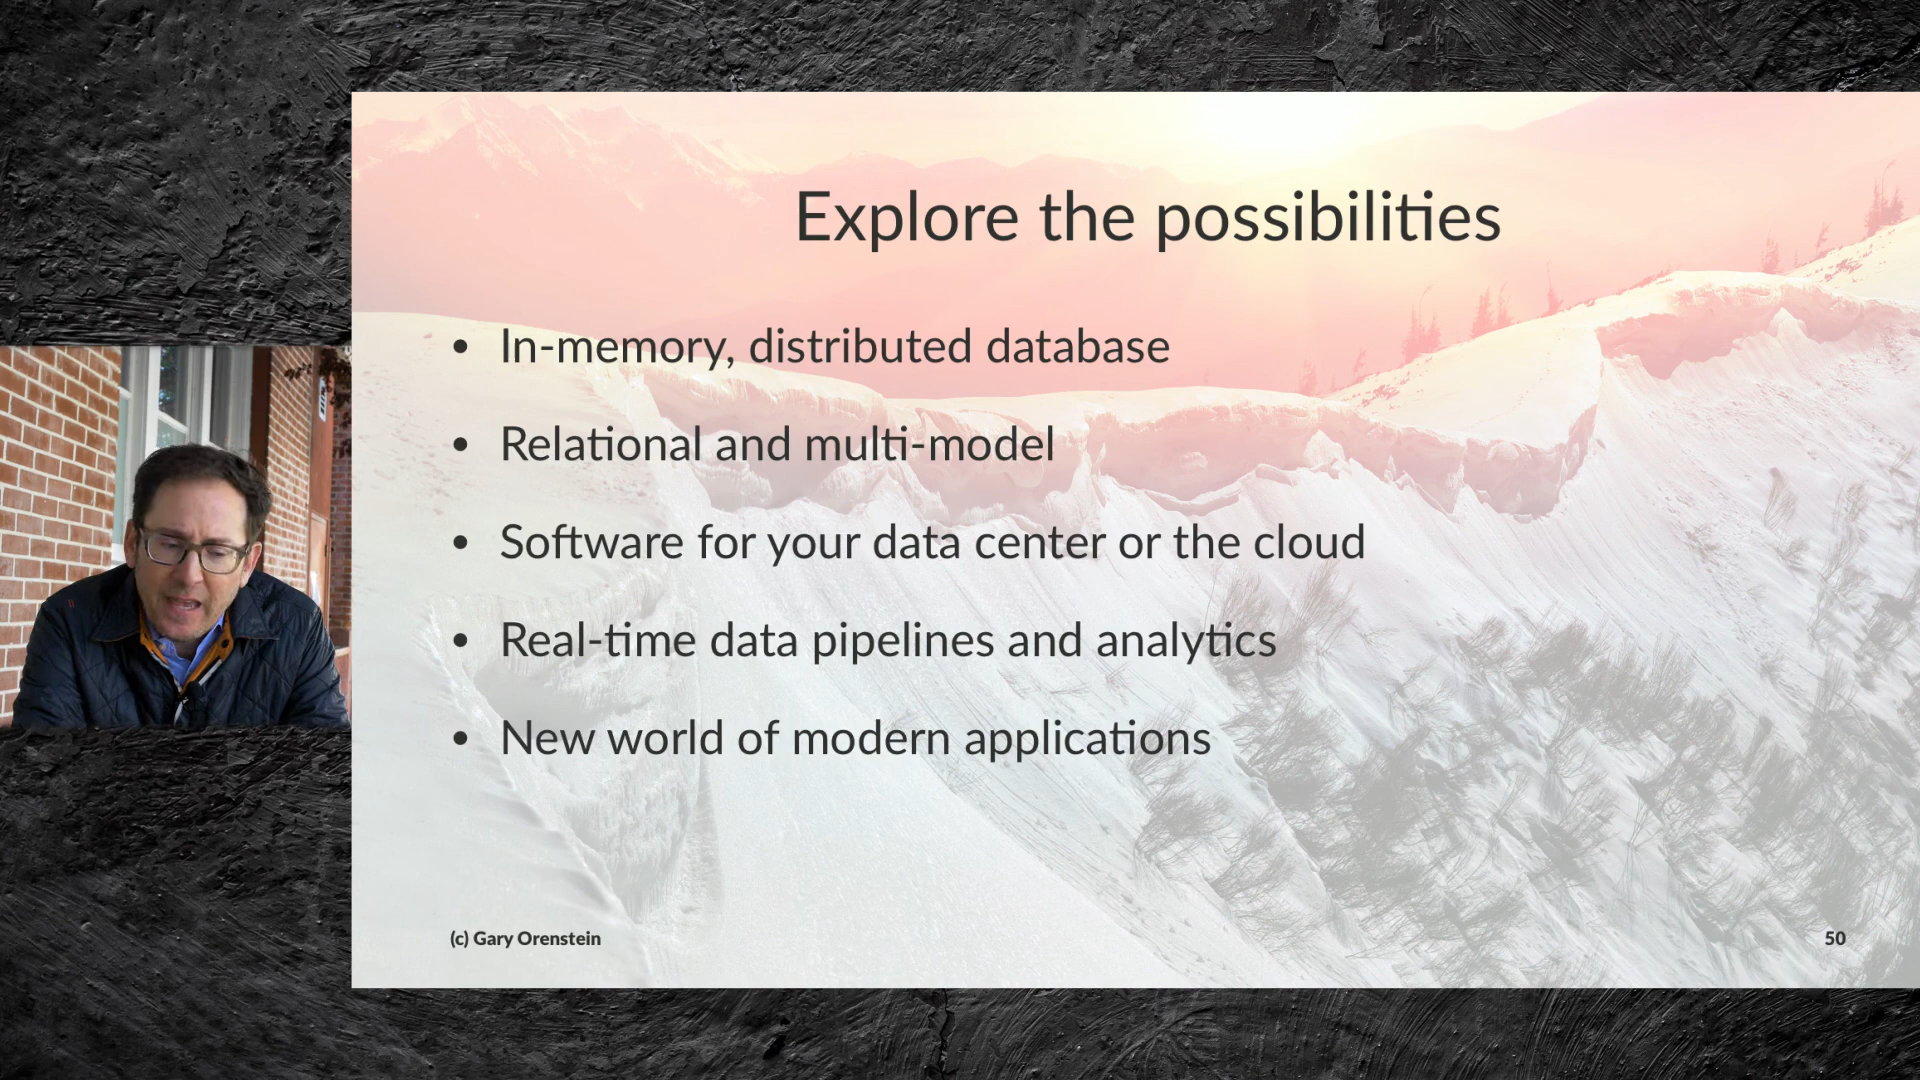 Explore the possibilities
• In-memory, distributed database
• Relational and multi-model
• Software for your data center or the cloud
• Real-time data pipelines and analytics
• New world of modern applications
(c) Gary Orenstein
50